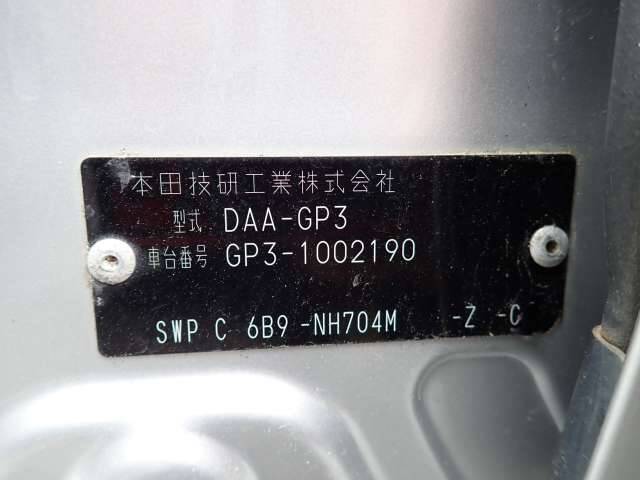 本田技研工業株式会社
型式 DAA-GP3
車台番号 GP3-1002190
SWP C 6B9 -NH704M -Z -C